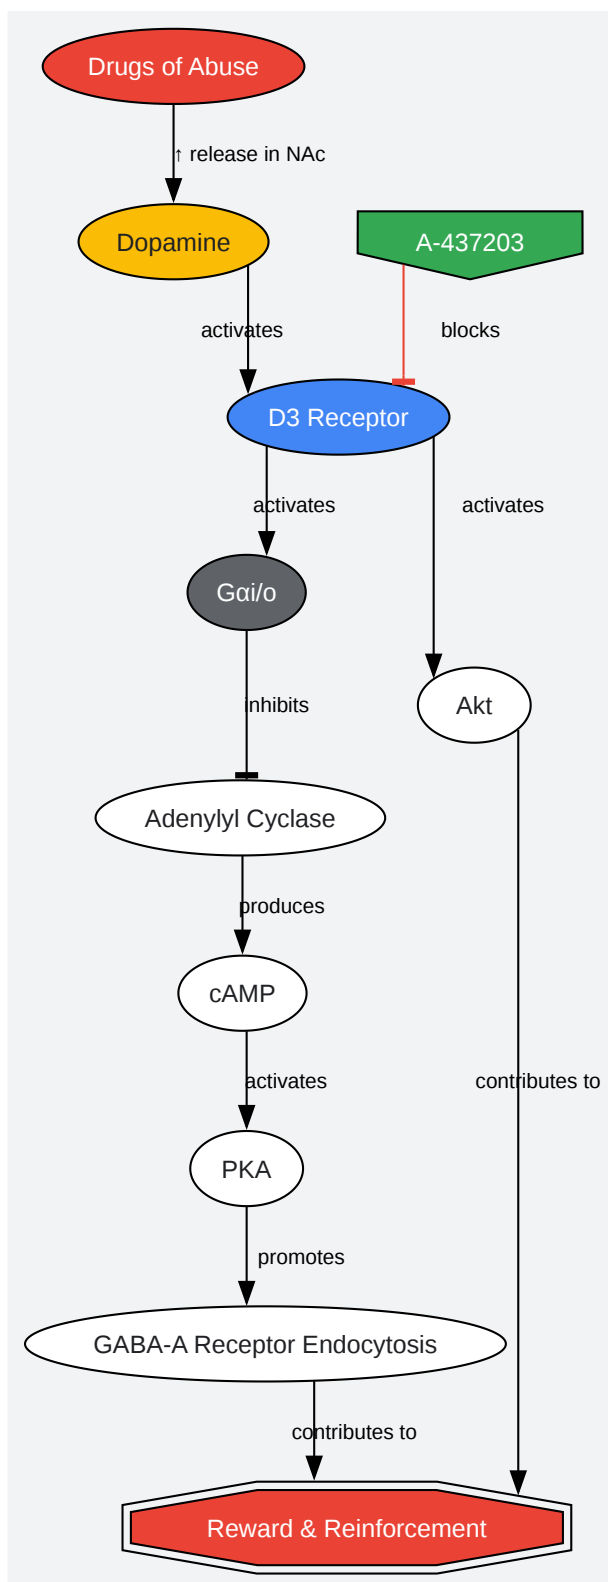 Drugs of Abuse
↑ release in NAc
Dopamine
A-437203
activates
blocks
D3 Receptor
activates
activates
Gαi/o
inhibits
Akt
Adenylyl Cyclase
produces
cAMP
activates
contributes to
PKA
promotes
GABA-A Receptor Endocytosis
contributes to
Reward & Reinforcement